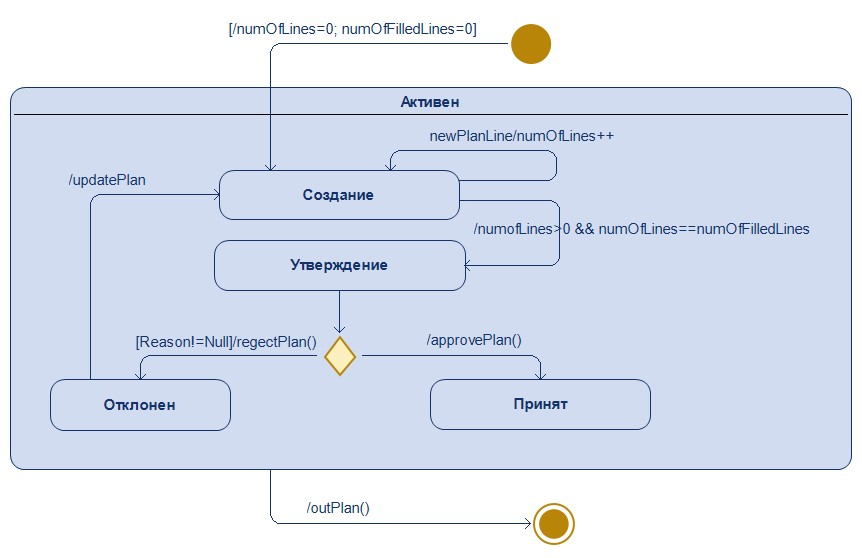 [/numOfLines=0; numOfFilledLines=0]
Активен
newPlanLine/numOfLines++
/updatePlan
Создание
/numofLines>0 && numOfLines==numOfFilledLines
Утверждение
[Reason!=Null]/regectPlan()
/approvePlan()
Отклонен
Принят
/outPlan()